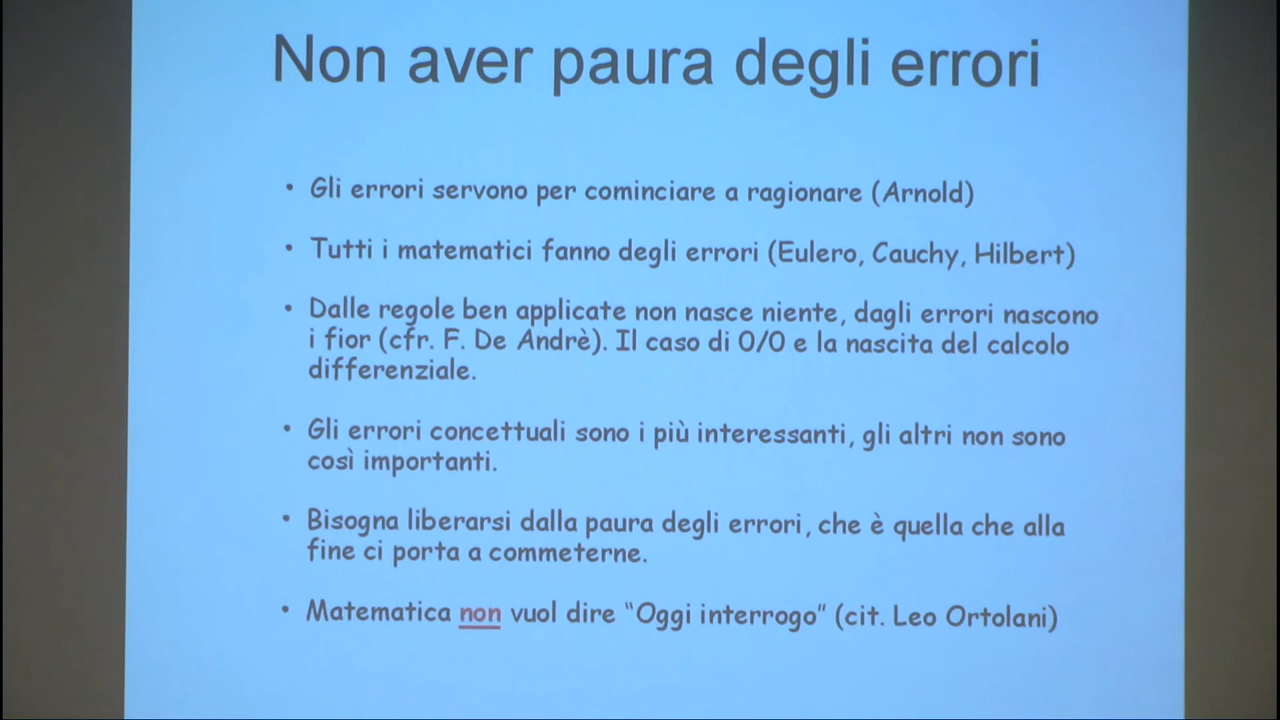 Non aver paura degli errori
• Gli errori servono per cominciare a ragionare (Arnold)
• Tutti i matematici fanno degli errori (Eulero, Cauchy, Hilbert)
• Dalle regole ben applicate non nasce niente, dagli errori nascono
i fior (cfr. F. De Andrè). Il caso di 0/0 e la nascita del calcolo
differenziale.
• Gli errori concettuali sono i più interessanti, gli altri non sono
così importanti.
• Bisogna liberarsi dalla paura degli errori, che è quella che alla
fine ci porta a commeterne.
• Matematica non vuol dire "Oggi interrogo" (cit. Leo Ortolani)